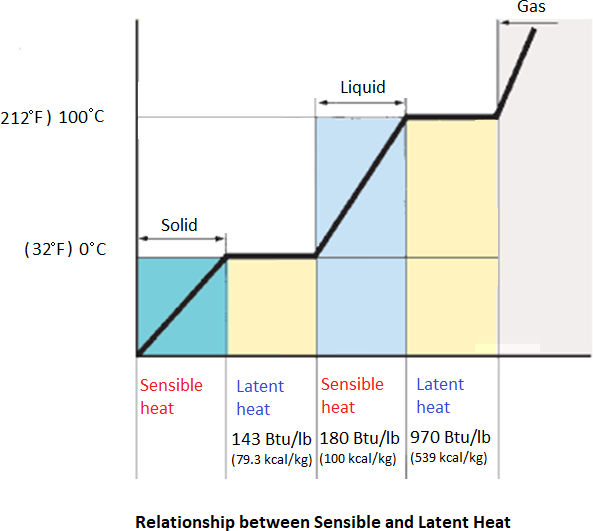 Gas
Liquid
212˚F) 100˚C
Solid
(32˚F) 0˚C
Sensible
heat
Latent
heat
143 Btu/lb
(79.3 kcal/kg)
Sensible
heat
180 Btu/lb
(100 kcal/kg)
Latent
heat
970 Btu/lb
(539 kcal/kg)
Relationship between Sensible and Latent Heat